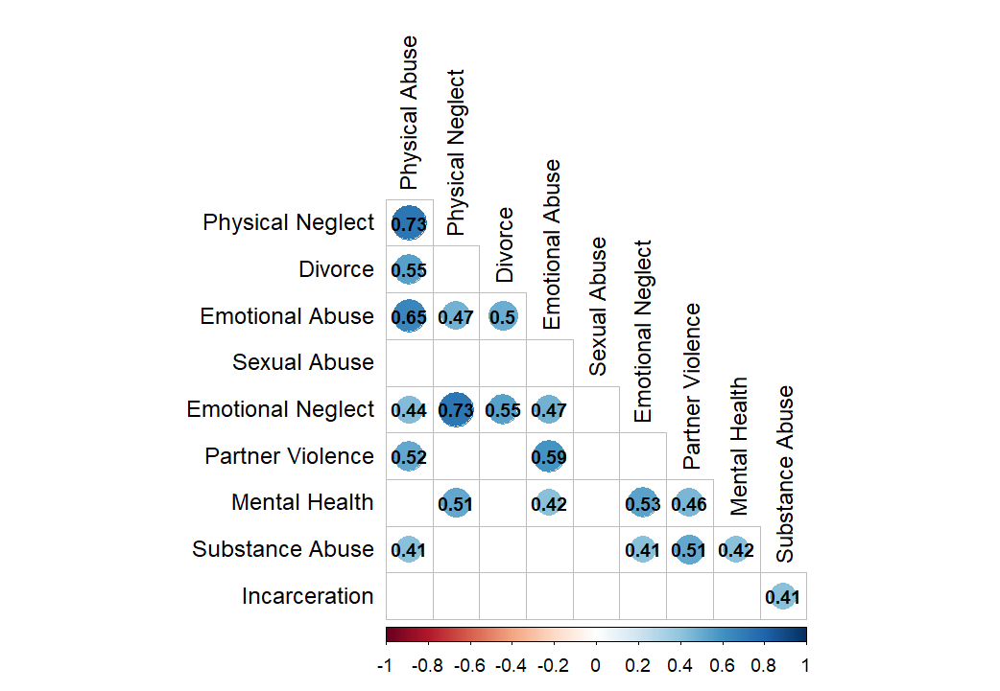 Physical Abuse
Physical Neglect
Divorce
Emotional Abuse
Sexual Abuse
Emotional Neglect
Partner Violence
Mental Health
Substance Abuse
Physical Neglect 0.73
Divorce 0.55
Emotional Abuse 0.65 0.47 0.5
Sexual Abuse
Emotional Neglect 0.44 0.73 0.55 0.47
Partner Violence 0.52 0.59
Mental Health 0.51 0.42 0.53 0.46
Substance Abuse 0.41 0.41 0.51 0.42
Incarceration 0.41
-1 -0.8 -0.6 -0.4 -0.2 0 0.2 0.4 0.6 0.8 1